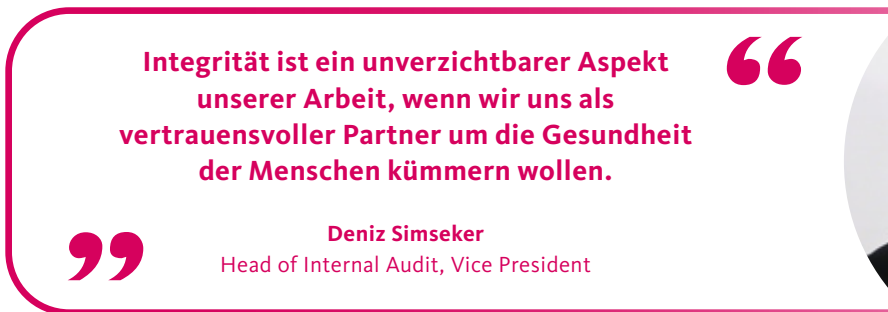 Integrität ist ein unverzichtbarer Aspekt
unserer Arbeit, wenn wir uns als
vertrauensvoller Partner um die Gesundheit
der Menschen kümmern wollen.
Deniz Simseker
Head of Internal Audit, Vice President